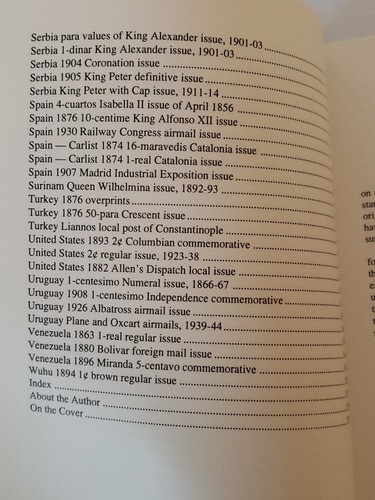 Serbia para values of King Alexander issue, 1901-03
Serbia 1-dinar King Alexander issue, 1901-03
Serbia 1904 Coronation issue
Serbia 1905 King Peter definitive issue
Serbia King Peter with Cap issue, 1911-14
Spain 4-cuartos Isabella II issue of April 1856
Spain 1876 10-centime King Alfonso XII issue
Spain 1930 Railway Congress airmail issue
Spain — Carlist 1874 16-maravedis Catalonia issue
Spain — Carlist 1874 1-real Catalonia issue
Spain 1907 Madrid Industrial Exposition issue
Surinam Queen Wilhelmina issue, 1892-93
Turkey 1876 overprints
Turkey 1876 50-para Crescent issue
Turkey Liannos local post of Constantinople
United States 1893 2¢ Columbian commemorative
United States 2¢ regular issue, 1923-38
United States 1882 Allen's Dispatch local issue
Uruguay 1-centesimo Numeral issue, 1866-67
Uruguay 1908 1-centesimo Independence commemorative
Uruguay 1926 Albatross airmail issue
Uruguay Plane and Oxcart airmails, 1939-44
Venezuela 1863 1-real regular issue
Venezuela 1880 Bolivar foreign mail issue
Venezuela 1896 Miranda 5-centavo commemorative
Wuhu 1894 1¢ brown regular issue
Index
About the Author
On the Cover